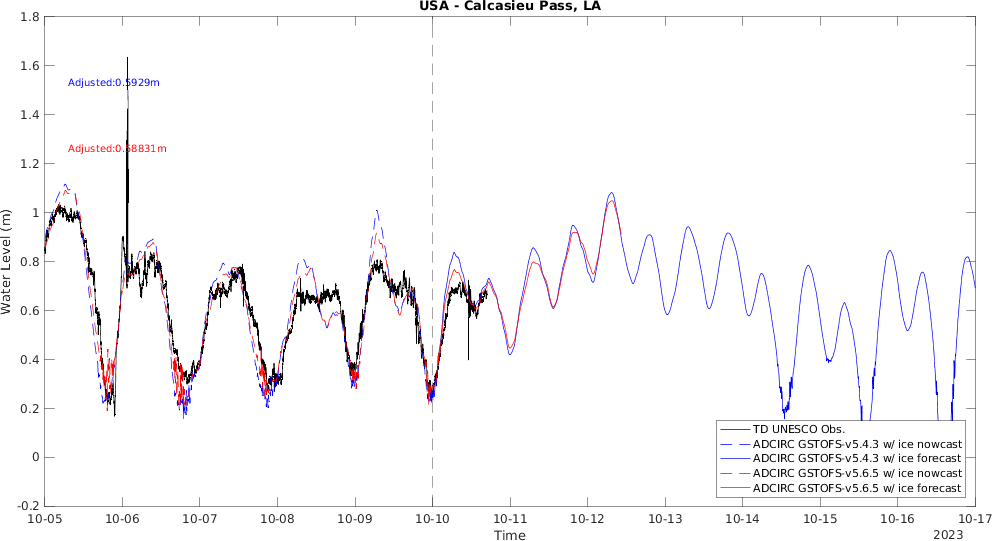 USA - Calcasieu Pass, LA
Water Level (m)
1.8
1.6
1.4
1.2
1
0.8
0.6
0.4
0.2
0
-0.2
Adjusted:0.5929m
Adjusted:0.58831m
TD UNESCO Obs.
ADCIRC GSTOFS-v5.4.3 w/ ice nowcast
ADCIRC GSTOFS-v5.4.3 w/ ice forecast
ADCIRC GSTOFS-v5.6.5 w/ ice nowcast
ADCIRC GSTOFS-v5.6.5 w/ ice forecast
10-05 10-06 10-07 10-08 10-09 10-10 10-11 10-12 10-13 10-14 10-15 10-16 10-17
Time
2023